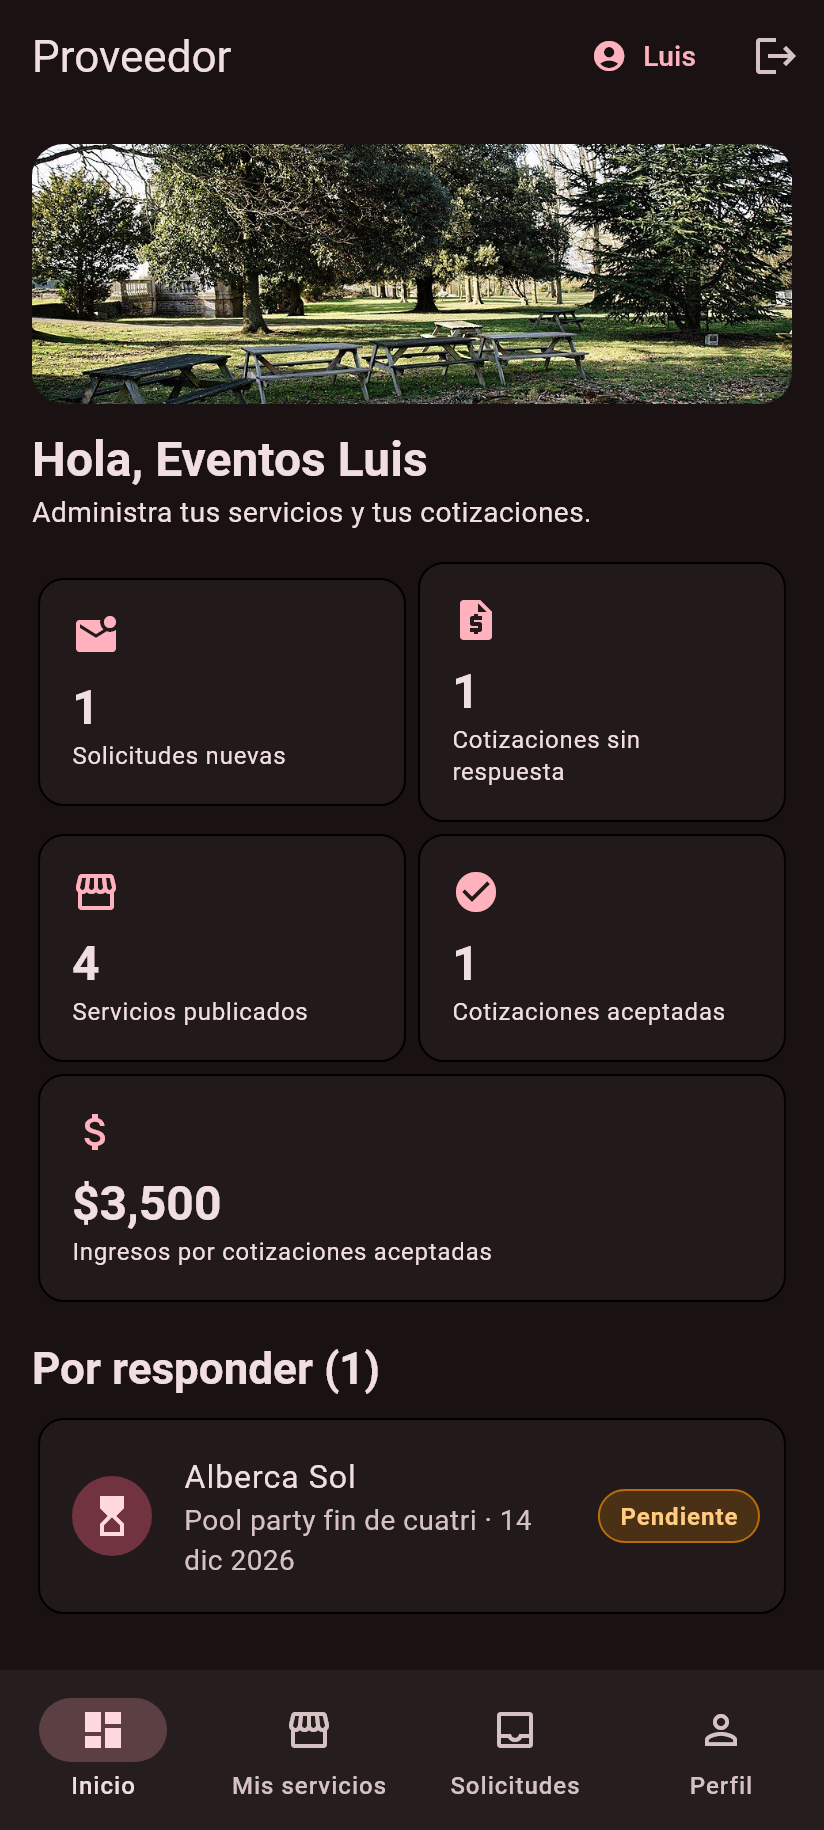 Proveedor
Luis
Hola, Eventos Luis
Administra tus servicios y tus cotizaciones.
1
Solicitudes nuevas
1
Cotizaciones sin
respuesta
4
Servicios publicados
1
Cotizaciones aceptadas
$
$3,500
Ingresos por cotizaciones aceptadas
Por responder (1)
Alberca Sol
Pool party fin de cuatri · 14
dic 2026
Pendiente
Inicio
Mis servicios
Solicitudes
Perfil